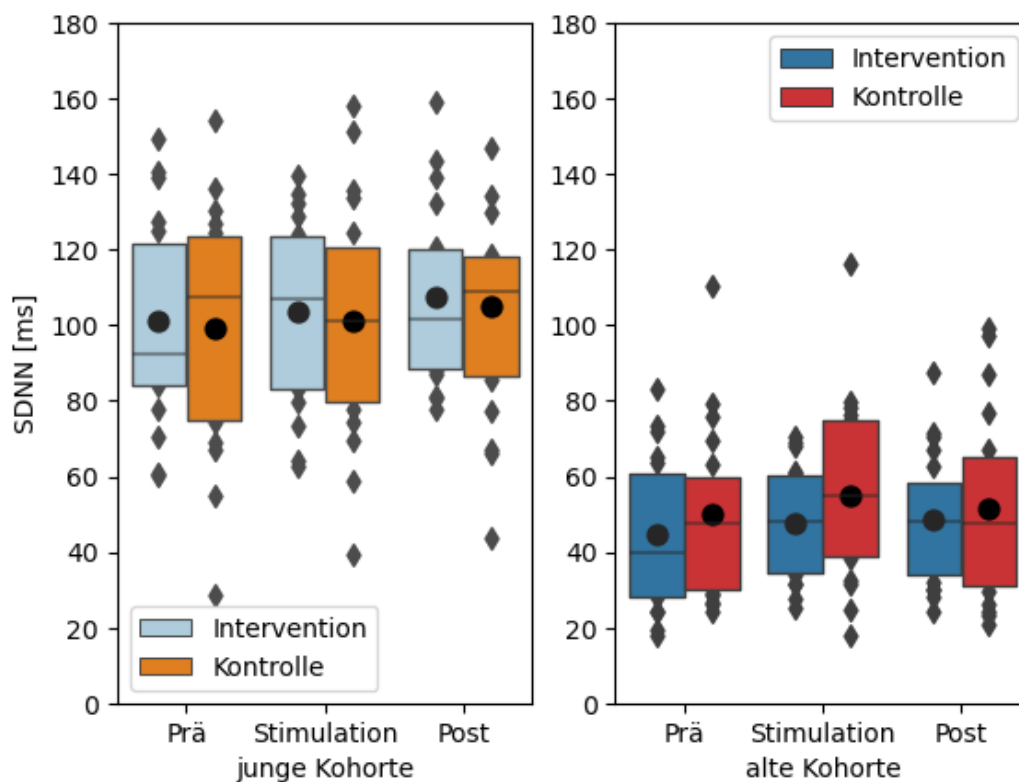 SDNN [ms]
180
160
140
120
100
80
60
40
20
0
Intervention
Kontrolle
Prä
Stimulation
Post
junge Kohorte
180
160
140
120
100
80
60
40
20
0
Intervention
Kontrolle
Prä
Stimulation
Post
alte Kohorte